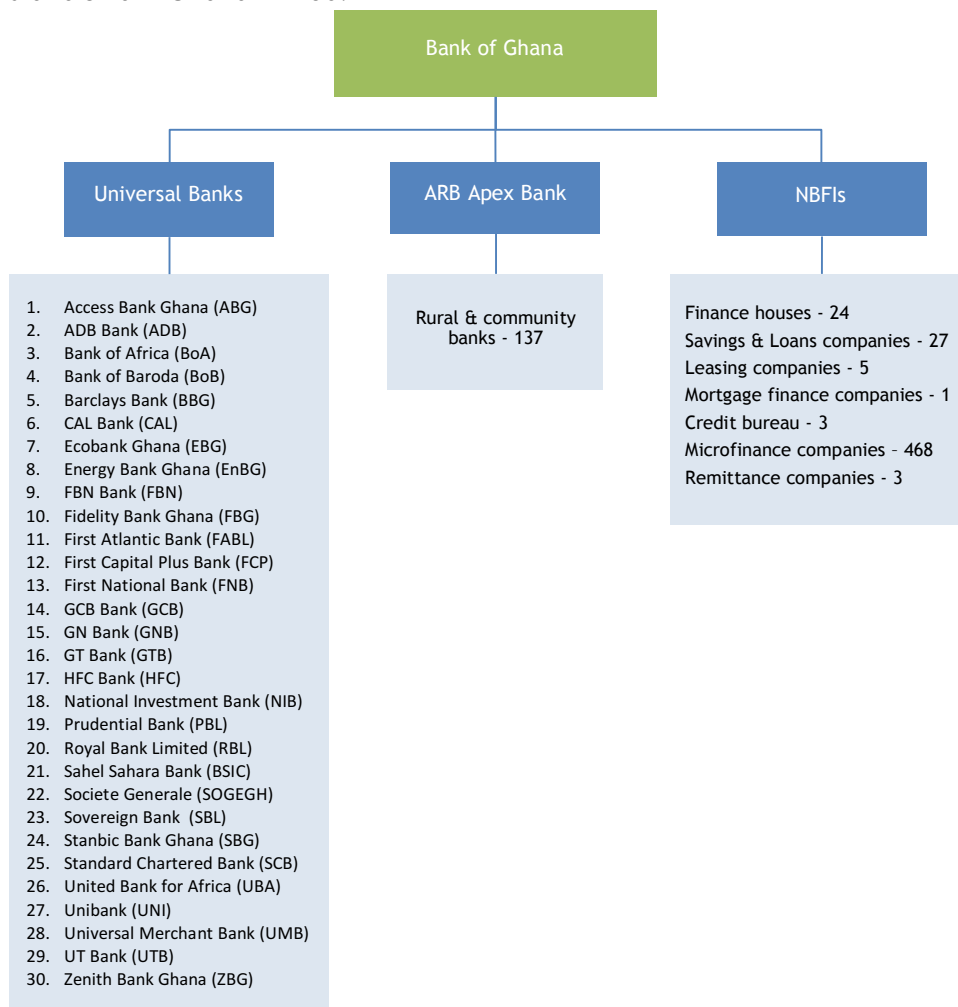 Bank of Ghana
Universal Banks
ARB Apex Bank
NBFIs
1. Access Bank Ghana (ABG)
2. ADB Bank (ADB)
3. Bank of Africa (BoA)
4. Bank of Baroda (BoB)
5. Barclays Bank (BBG)
6. CAL Bank (CAL)
7. Ecobank Ghana (EBG)
8. Energy Bank Ghana (EnBG)
9. FBN Bank (FBN)
10. Fidelity Bank Ghana (FBG)
11. First Atlantic Bank (FABL)
12. First Capital Plus Bank (FCP)
13. First National Bank (FNB)
14. GCB Bank (GCB)
15. GN Bank (GNB)
16. GT Bank (GTB)
17. HFC Bank (HFC)
18. National Investment Bank (NIB)
19. Prudential Bank (PBL)
20. Royal Bank Limited (RBL)
21. Sahel Sahara Bank (BSIC)
22. Societe Generale (SOGEGH)
23. Sovereign Bank (SBL)
24. Stanbic Bank Ghana (SBG)
25. Standard Chartered Bank (SCB)
26. United Bank for Africa (UBA)
27. Unibank (UNI)
28. Universal Merchant Bank (UMB)
29. UT Bank (UTB)
30. Zenith Bank Ghana (ZBG)
Rural & community
banks - 137
Finance houses - 24
Savings & Loans companies - 27
Leasing companies - 5
Mortgage finance companies - 1
Credit bureau - 3
Microfinance companies – 468
Remittance companies - 3